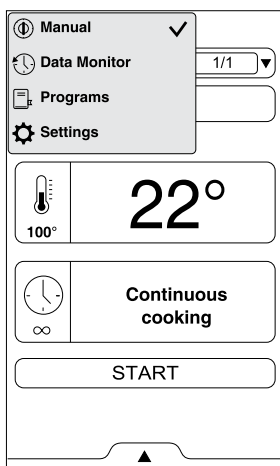 Manual
Data Monitor
1/1
Programs
Settings
100°
22°
∞
Continuous
cooking
START